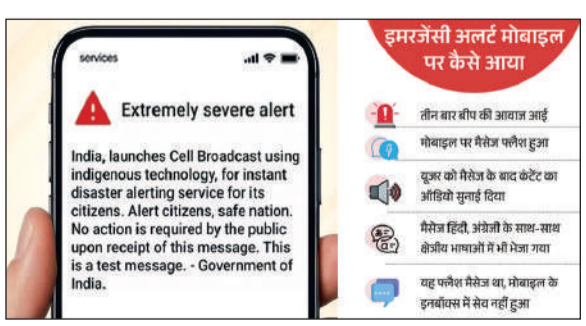 services
Extremely severe alert
India, launches Cell Broadcast using
indigenous technology, for instant
disaster alerting service for its
citizens. Alert citizens, safe nation.
No action is required by the public
upon receipt of this message. This
is a test message. - Government of
India.
इमरजेंसी अलर्ट मोबाइल
पर कैसे आया
तीन बार बीप की आवाज आई
मोबाइल पर मैसेज फ्लैश हुआ
यूजर को मैसेज के बाद कंटेंट का
ऑडियो सुनाई दिया
मैसेज हिंदी, अंग्रेजी के साथ-साथ
क्षेत्रीय भाषाओं में भी भेजा गया
यह फ्लैश मैसेज था, मोबाइल के
इनबॉक्स में सेव नहीं हुआ